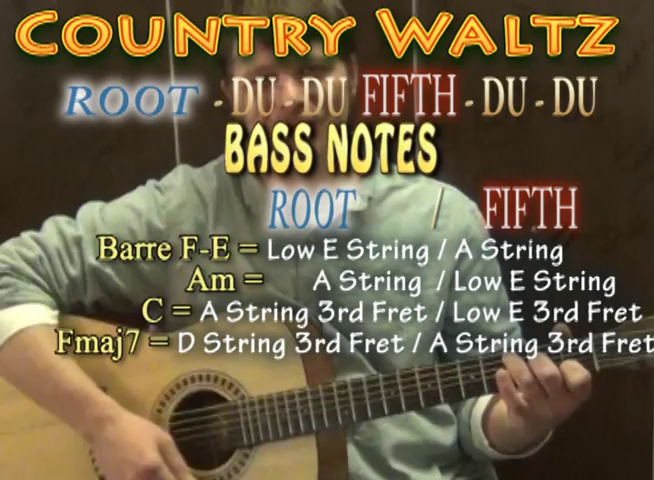 COUNTRY WALTZ
ROOT - DU - DU FIFTH - DU - DU
BASS NOTES
ROOT / FIFTH
Barre F-E = Low E String / A String
Am = A String / Low E String
C = A String 3rd Fret / Low E 3rd Fret
Fmaj7 = D String 3rd Fret / A String 3rd Fret